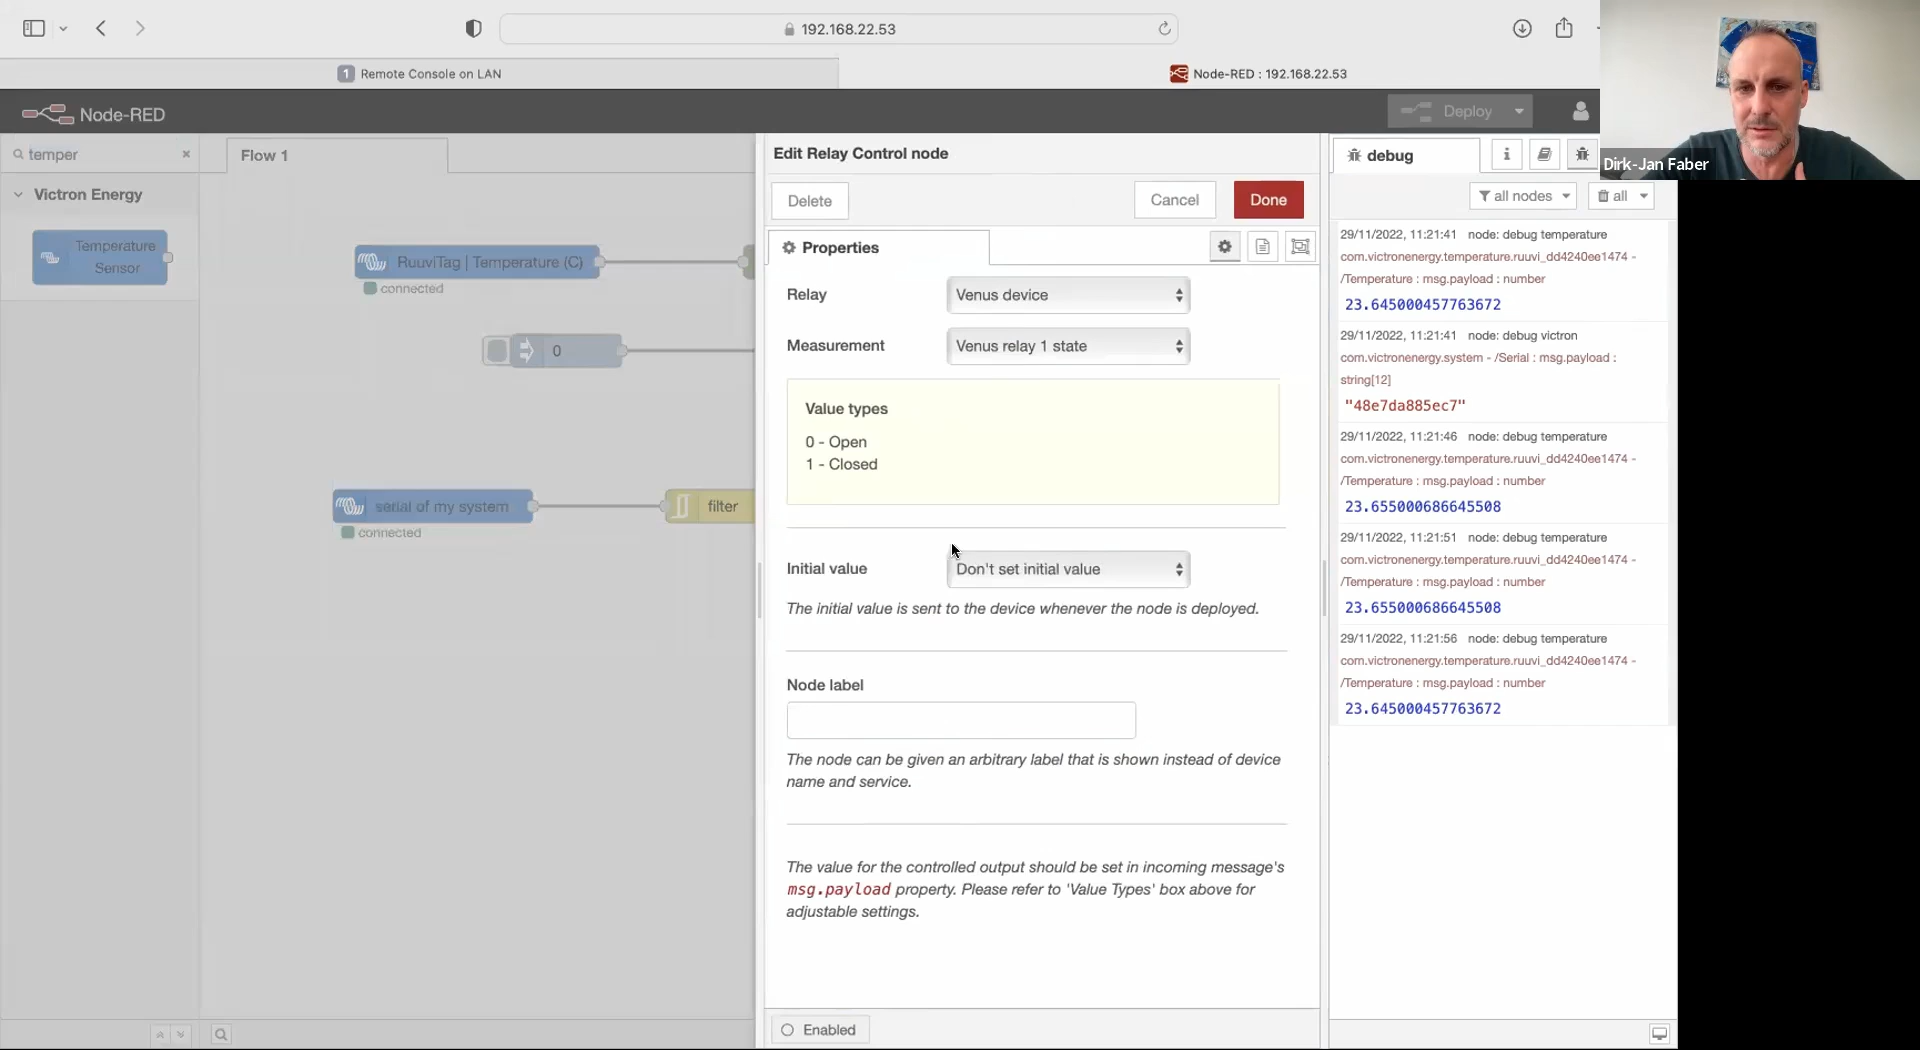 192.168.22.53
1 Remote Console on LAN
Node-RED : 192.168.22.53
Node-RED
Deploy
temper
Flow 1
Victron Energy
Temperature
Sensor
RuuviTag | Temperature (C)
connected
0
serial of my system
connected
filter
Edit Relay Control node
Delete
Cancel
Done
Properties
Relay
Venus device
Measurement
Venus relay 1 state
Value types
0 - Open
1 - Closed
Initial value
Don't set initial value
The initial value is sent to the device whenever the node is deployed.
Node label
The node can be given an arbitrary label that is shown instead of device
name and service.
The value for the controlled output should be set in incoming message's
msg.payload property. Please refer to 'Value Types' box above for
adjustable settings.
Enabled
debug
i
all nodes
all
29/11/2022, 11:21:41 node: debug temperature
com.victronenergy.temperature.ruuvi_dd4240ee1474 -
/Temperature : msg.payload : number
23.645000457763672
29/11/2022, 11:21:41 node: debug victron
com.victronenergy.system - /Serial : msg.payload :
string[12]
"48e7da885ec7"
29/11/2022, 11:21:46 node: debug temperature
com.victronenergy.temperature.ruuvi_dd4240ee1474 -
/Temperature : msg.payload : number
23.655000686645508
29/11/2022, 11:21:51 node: debug temperature
com.victronenergy.temperature.ruuvi_dd4240ee1474 -
/Temperature : msg.payload : number
23.655000686645508
29/11/2022, 11:21:56 node: debug temperature
com.victronenergy.temperature.ruuvi_dd4240ee1474 -
/Temperature : msg.payload : number
23.645000457763672
Dirk-Jan Faber